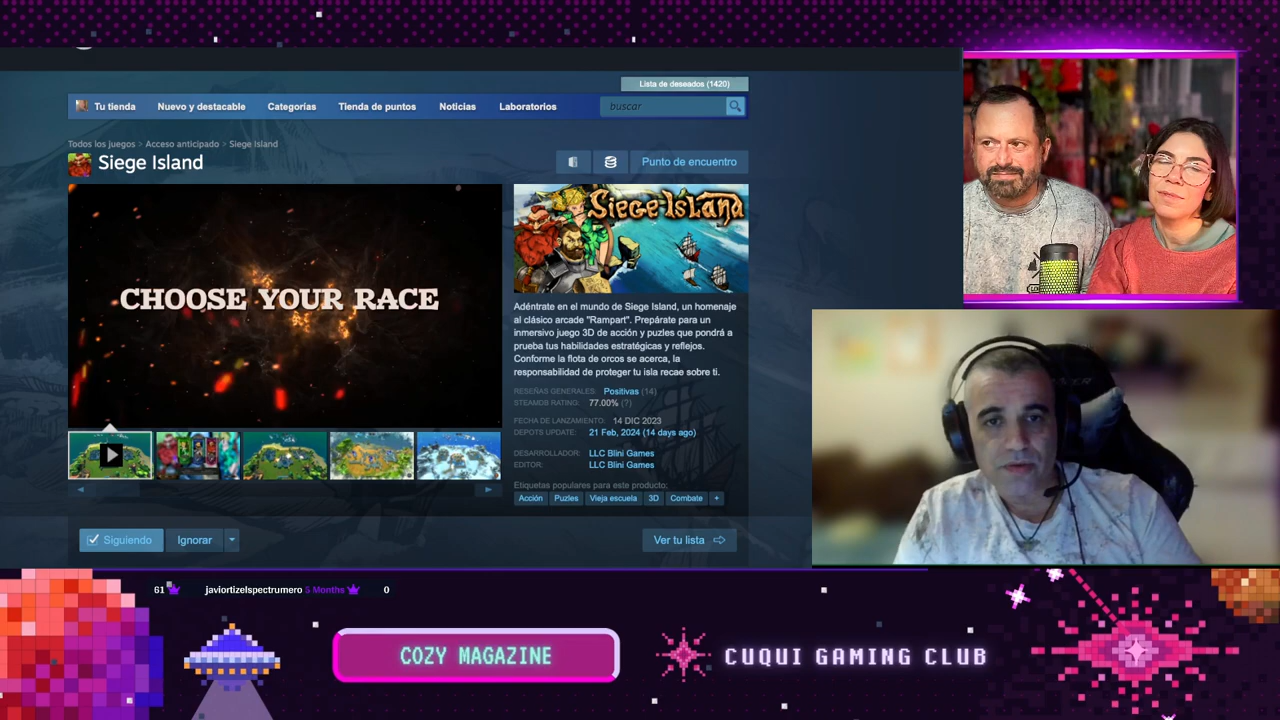 Lista de deseados (1420)
Tu tienda Nuevo y destacable Categorías Tienda de puntos Noticias Laboratorios buscar
Todos los juegos > Acceso anticipado > Siege Island
Siege Island
Punto de encuentro
CHOOSE YOUR RACE
Siege Island
Adéntrate en el mundo de Siege Island, un homenaje
al clásico arcade "Rampart". Prepárate para un
inmersivo juego 3D de acción y puzles que pondrá a
prueba tus habilidades estratégicas y reflejos.
Conforme la flota de orcos se acerca, la
responsabilidad de proteger tu isla recae sobre ti.
RESEÑAS GENERALES: Positivas (14)
STEAMDB RATING: 77.00% (?)
FECHA DE LANZAMIENTO: 14 DIC 2023
DEPOTS UPDATE: 21 Feb, 2024 (14 days ago)
DESARROLLADOR: LLC Blini Games
EDITOR: LLC Blini Games
Etiquetas populares para este producto:
Acción Puzles Vieja escuela 3D Combate +
Siguiendo Ignorar Ver tu lista
61 javiortizelspectrumero 5 Months 0
COZY MAGAZINE
CUQUI GAMING CLUB